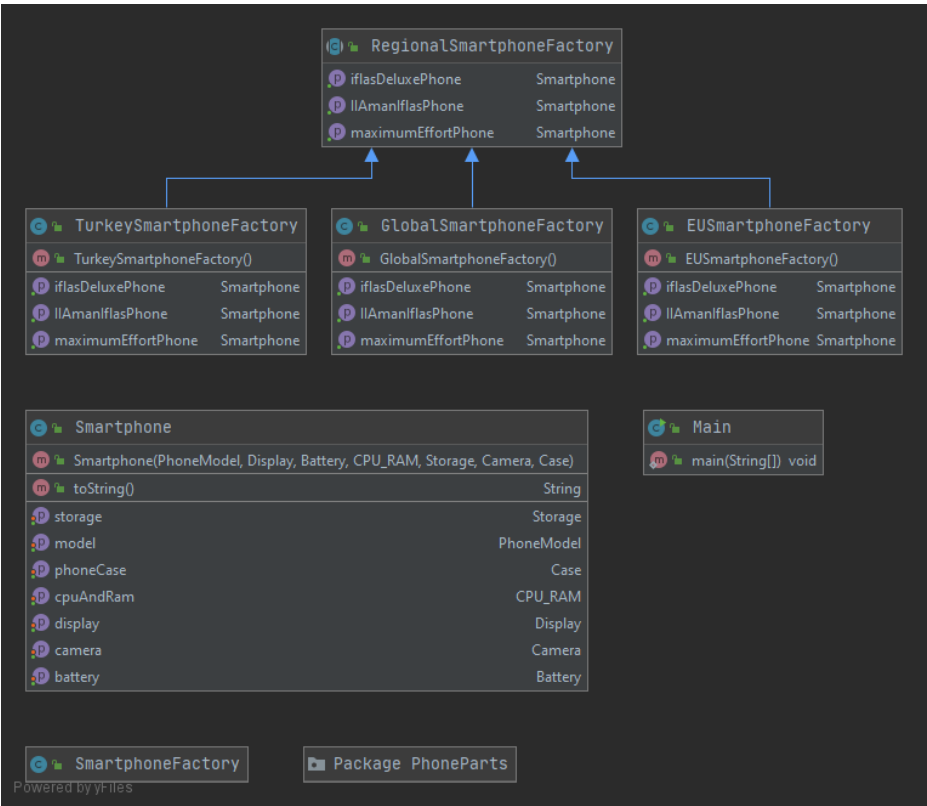 RegionalSmartphoneFactory
iflasDeluxePhone Smartphone
IIAmanIflasPhone Smartphone
maximumEffortPhone Smartphone
TurkeySmartphoneFactory
TurkeySmartphoneFactory()
iflasDeluxePhone Smartphone
IIAmanIflasPhone Smartphone
maximumEffortPhone Smartphone
GlobalSmartphoneFactory
GlobalSmartphoneFactory()
iflasDeluxePhone Smartphone
IIAmanIflasPhone Smartphone
maximumEffortPhone Smartphone
EUSmartphoneFactory
EUSmartphoneFactory()
iflasDeluxePhone Smartphone
IIAmanIflasPhone Smartphone
maximumEffortPhone Smartphone
Smartphone
Smartphone(PhoneModel, Display, Battery, CPU_RAM, Storage, Camera, Case)
toString() String
storage Storage
model PhoneModel
phoneCase Case
cpuAndRam CPU_RAM
display Display
camera Camera
battery Battery
Main
main(String[]) void
SmartphoneFactory
Package PhoneParts
Powered by yFiles